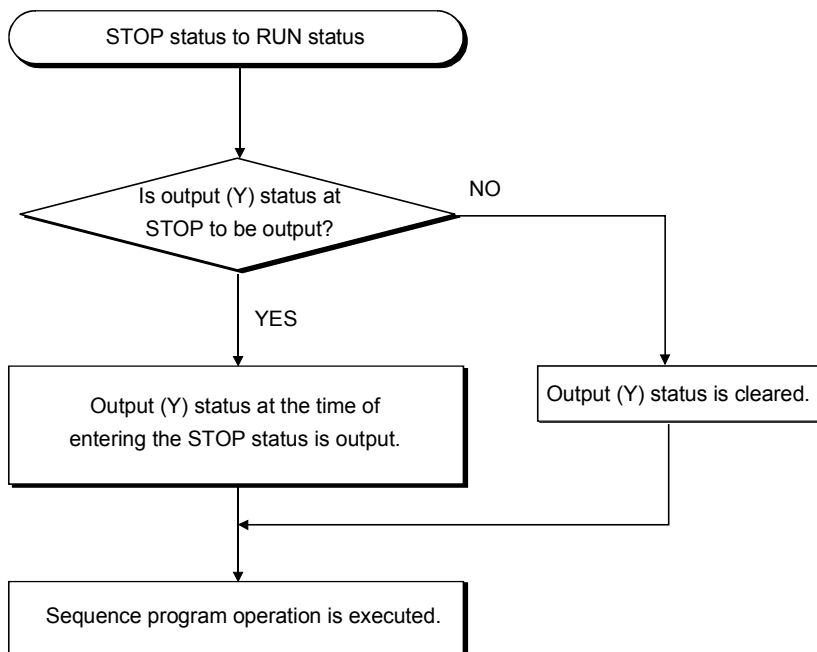 STOP status to RUN status
Is output (Y) status at
STOP to be output?
NO
YES
Output (Y) status at the time of
entering the STOP status is output.
Output (Y) status is cleared.
Sequence program operation is executed.